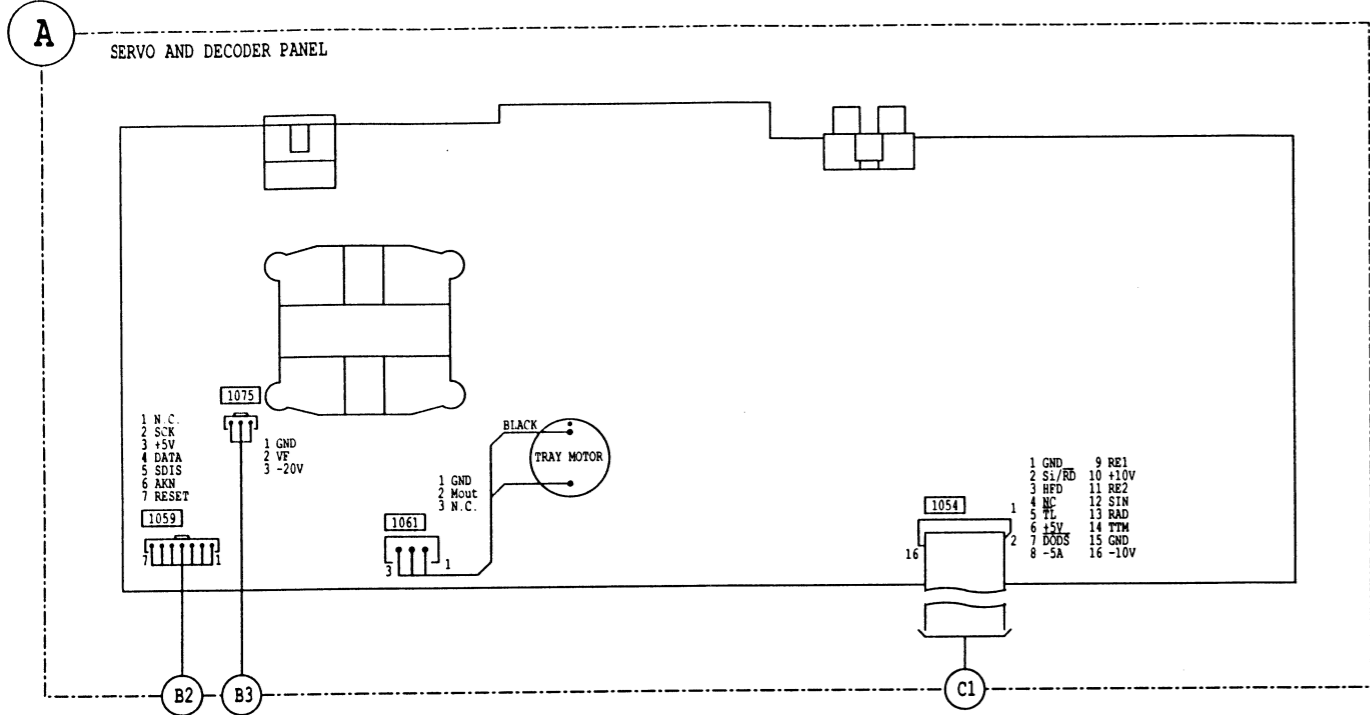 A
SERVO AND DECODER PANEL
1075
1 N.C.
2 SCK
3 +5V
4 DATA
5 SDIS
6 AKN
7 RESET
1 GND
2 VF
3 -20V
BLACK
TRAY MOTOR
1 GND
2 Mout
3 N.C.
1059
7
1
1061
3
1
1054
1
2
16
1 GND 9 RE1
2 Si/R̅D̅ 10 +10V
3 HFD 11 RE2
4 NC 12 SIN
5 T̅L̅ 13 RAD
6 +5V 14 TTM
7 D̅O̅D̅S̅ 15 GND
8 -5A 16 -10V
B2
B3
C1